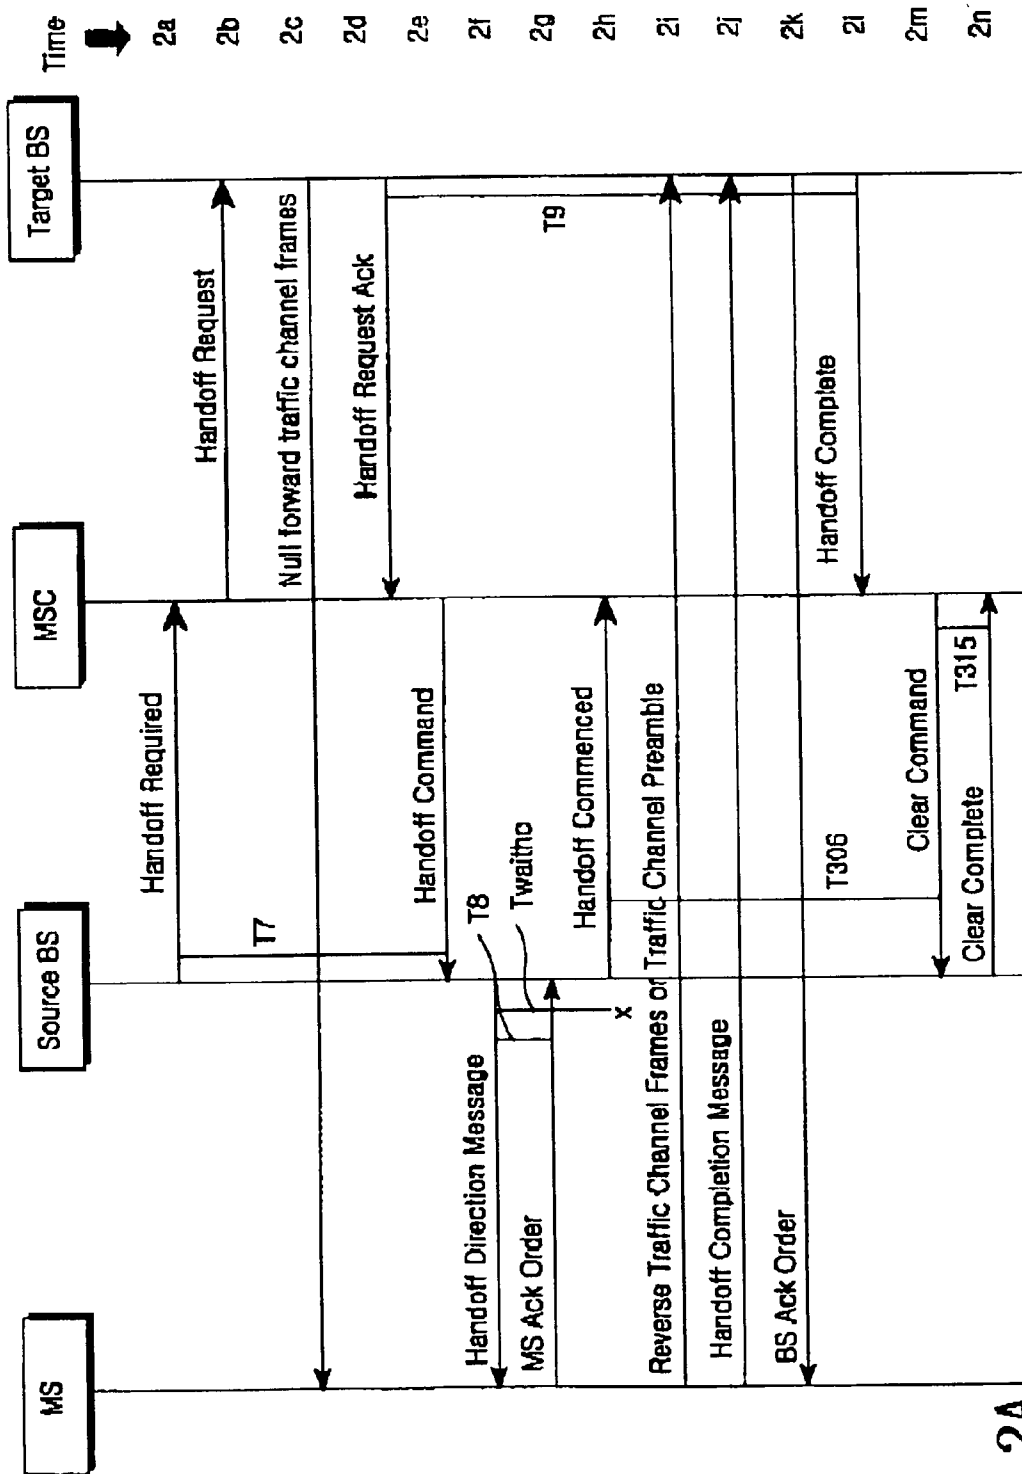 MS
Source BS
MSC
Target BS
Time
Handoff Required
2a
Handoff Request
2b
T7
Null forward traffic channel frames
2c
Handoff Request Ack
2d
Handoff Command
2e
Handoff Direction Message
T8
2f
MS Ack Order
Twaitho
T9
2g
x
Handoff Commenced
2h
Reverse Traffic Channel Frames or Traffic Channel Preamble
2i
Handoff Completion Message
2j
BS Ack Order
2k
T306
Handoff Complete
2l
Clear Command
2m
T315
Clear Complete
2n
2A